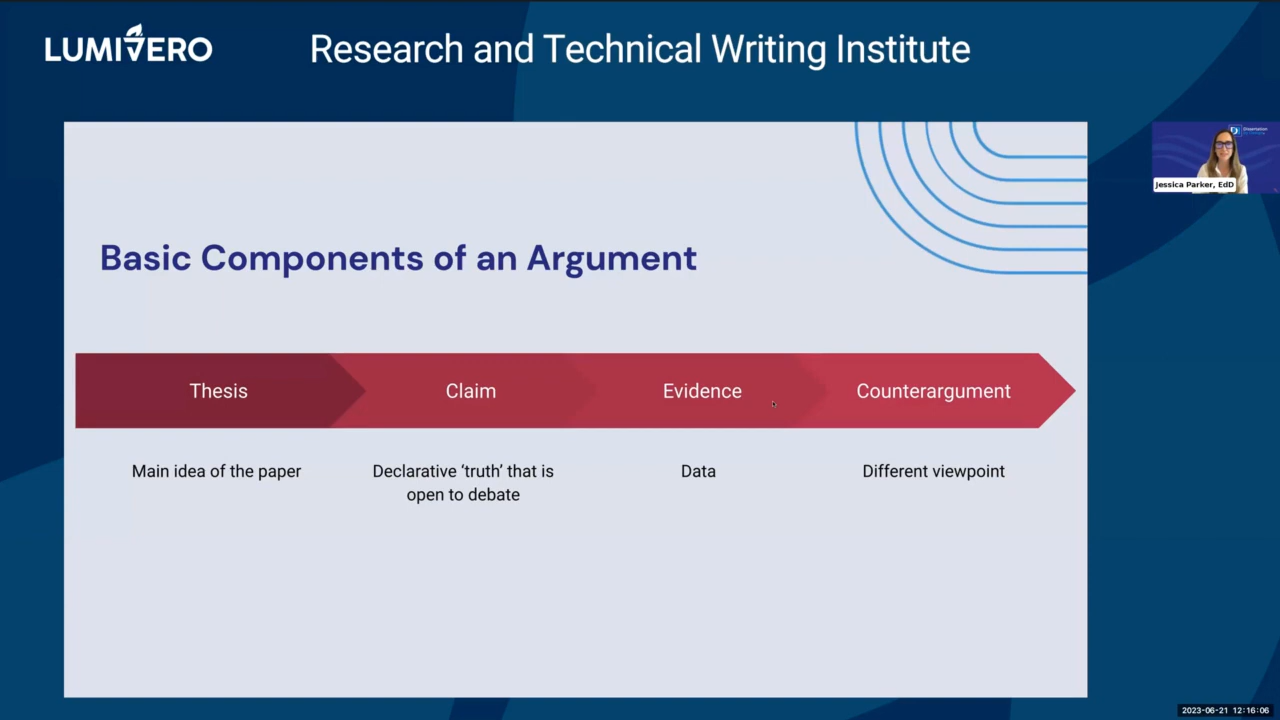 LUMIVERO
Research and Technical Writing Institute
Jessica Parker, EdD
Basic Components of an Argument
Thesis
Claim
Evidence
Counterargument
Main idea of the paper
Declarative ‘truth’ that is
open to debate
Data
Different viewpoint
2023-06-21 12:16:06